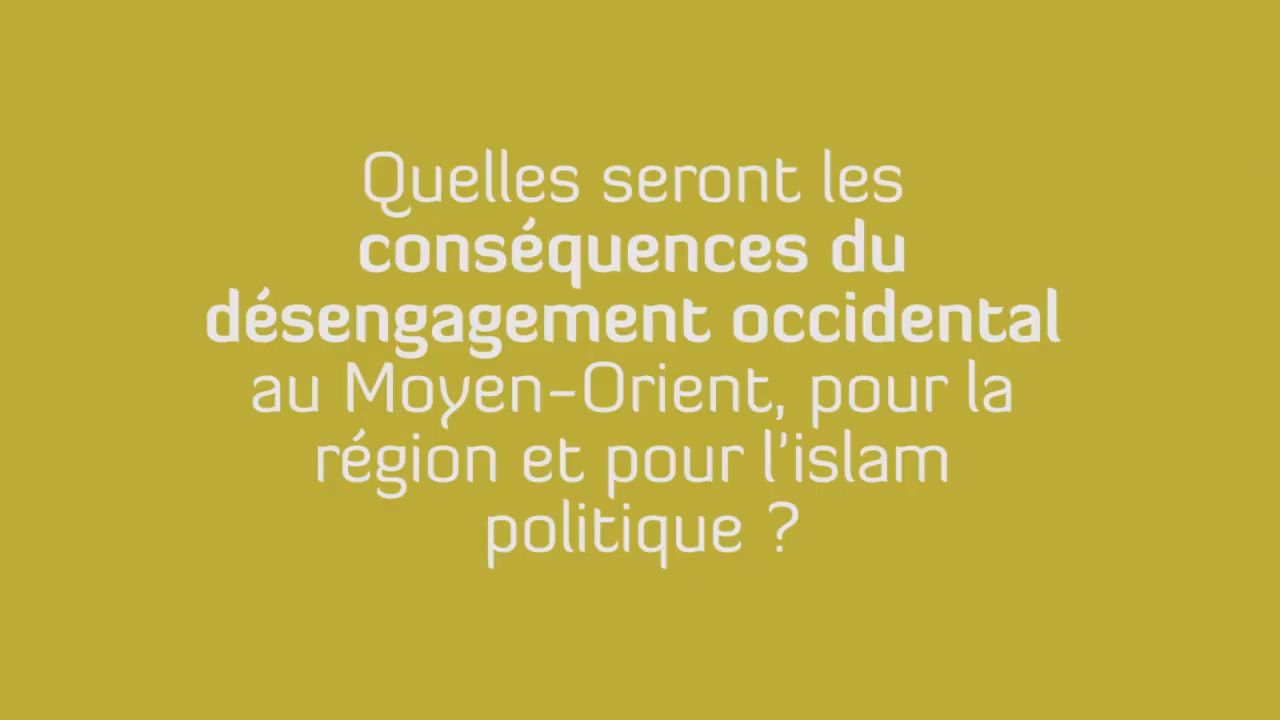 Quelles seront les
conséquences du
désengagement occidental
au Moyen-Orient, pour la
région et pour l'islam
politique ?